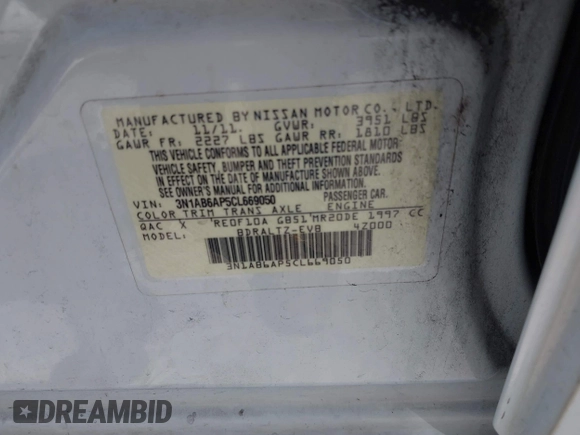 MANUFACTURED BY NISSAN MOTOR CO., LTD.
DATE: 11/11. GVWR: 3951 LBS
GAWR FR: 2227 LBS GAWR RR: 1810 LBS
THIS VEHICLE CONFORMS TO ALL APPLICABLE FEDERAL MOTOR
VEHICLE SAFETY, BUMPER AND THEFT PREVENTION STANDARDS
IN EFFECT ON THE DATE OF MANUFACTURE SHOWN ABOVE.
SEE OWNER'S MANUAL FOR ADDITIONAL INFORMATION
VIN: 3N1AB6AP5CL669050 PASSENGER CAR.
COLOR TRIM TRANS AXLE ENGINE
QAC X RE0F10A GB51 MR20DE 1997 CC
BDRALTZ-EVB 4Z000
3N1AB6AP5CL669050
DREAMBID